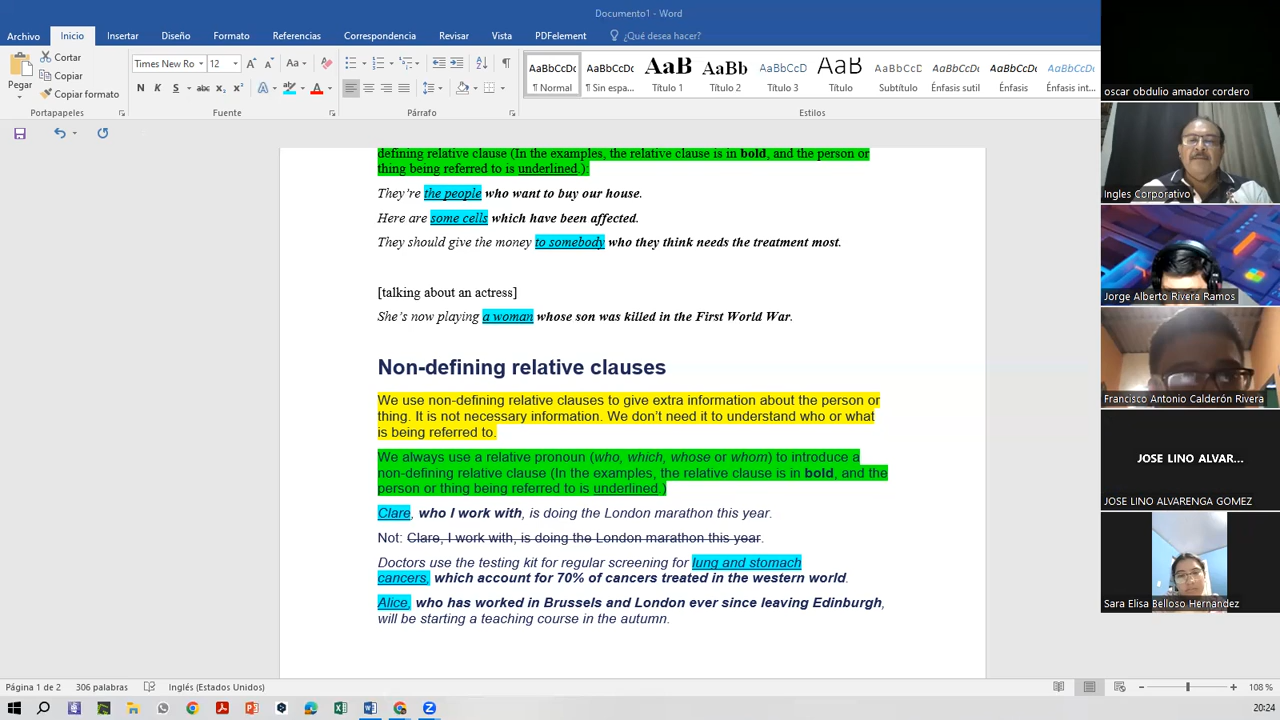 Documento1 - Word
Archivo Inicio Insertar Diseño Formato Referencias Correspondencia Revisar Vista PDFelement ¿Qué desea hacer?
Pegar
Cortar
Copiar
Copiar formato
Portapapeles
Times New Ro 12
Aa
N K S abc x₂ x²
Fuente
Párrafo
AaBbCcDc AaBbCcDc AaB AaBb AaBbCcD AaB AaBbCcD AaBbCcDc AaBbCcDc AaBbCcDc
¶ Normal ¶ Sin espa... Título 1 Título 2 Título 3 Título Subtítulo Énfasis sutil Énfasis Énfasis int...
Estilos
defining relative clause (In the examples, the relative clause is in bold, and the person or
thing being referred to is underlined.):
They’re the people who want to buy our house.
Here are some cells which have been affected.
They should give the money to somebody who they think needs the treatment most.
[talking about an actress]
She’s now playing a woman whose son was killed in the First World War.
Non-defining relative clauses
We use non-defining relative clauses to give extra information about the person or
thing. It is not necessary information. We don’t need it to understand who or what
is being referred to.
We always use a relative pronoun (who, which, whose or whom) to introduce a
non-defining relative clause (In the examples, the relative clause is in bold, and the
person or thing being referred to is underlined.)
Clare, who I work with, is doing the London marathon this year.
Not: Clare, I work with, is doing the London marathon this year.
Doctors use the testing kit for regular screening for lung and stomach
cancers, which account for 70% of cancers treated in the western world.
Alice, who has worked in Brussels and London ever since leaving Edinburgh,
will be starting a teaching course in the autumn.
oscar obdulio amador cordero
Ingles Corporativo
Jorge Alberto Rivera Ramos
Francisco Antonio Calderón Rivera
JOSE LINO ALVAR...
JOSE LINO ALVARENGA GOMEZ
Sara Elisa Belloso Hernández
Página 1 de 2 306 palabras Inglés (Estados Unidos) 108 %
20:24